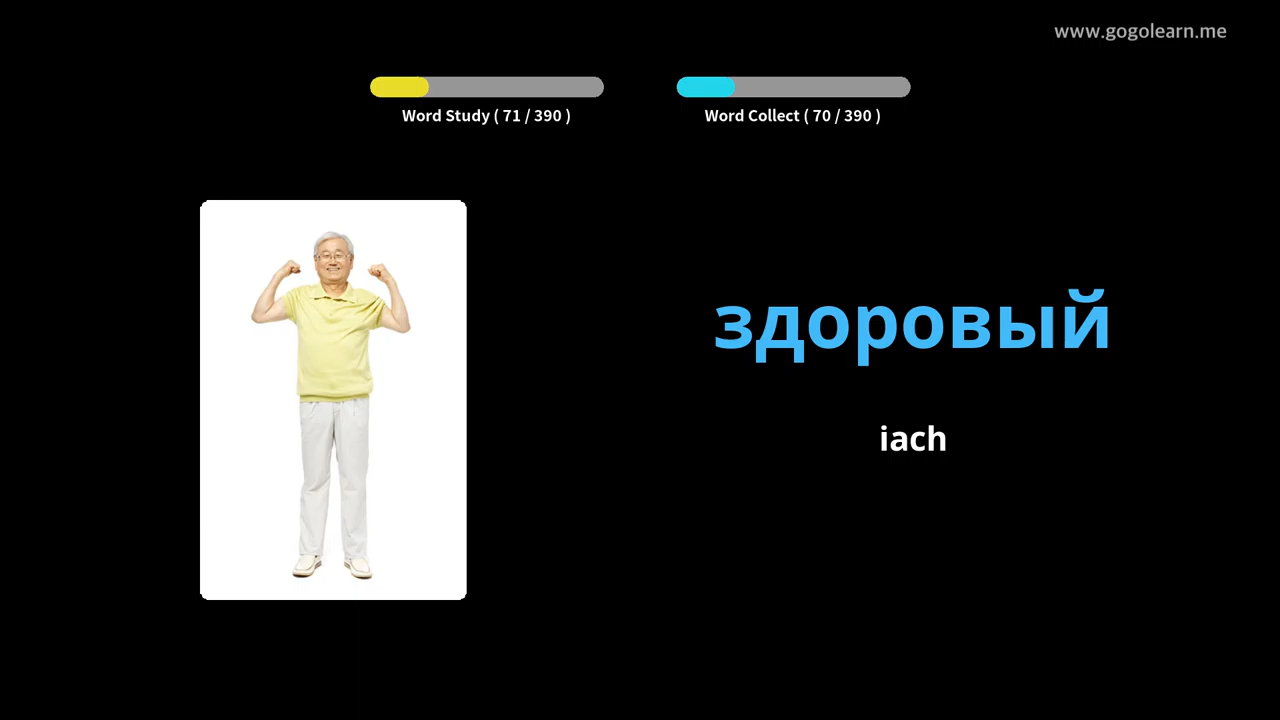 www.gogolearn.me
Word Study ( 71 / 390 )
Word Collect ( 70 / 390 )
здоровый
iach